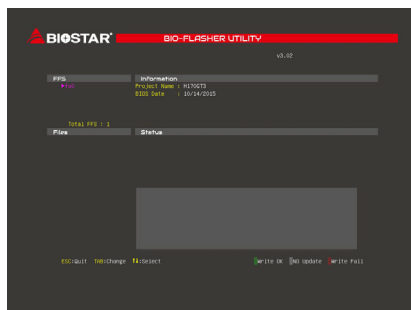 BIOSTAR
BIO-FLASHER UTILITY
v3.02
FFS
Information
Project Name : H170GT3
BIOS Date : 10/14/2015
Total FFS : 1
Files
Status
ESC:Quit TAB:Change ↑↓:Select
Write OK NO Update Write Fail